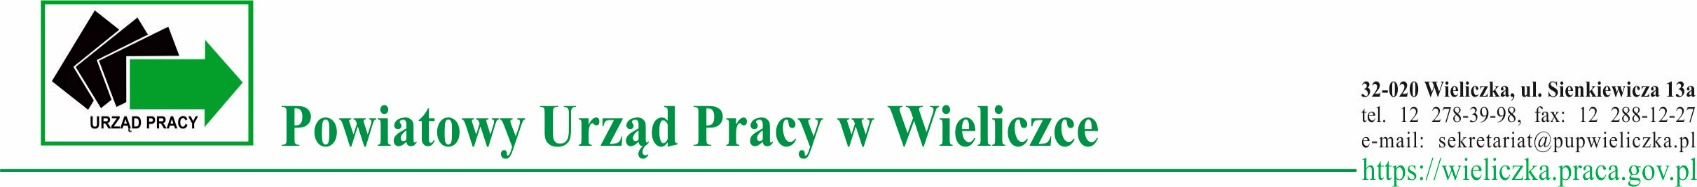 URZĄD PRACY
Powiatowy Urząd Pracy w Wieliczce
32-020 Wieliczka, ul. Sienkiewicza 13a
tel. 12 278-39-98, fax: 12 288-12-27
e-mail: sekretariat@pupwieliczka.pl
https://wieliczka.praca.gov.pl